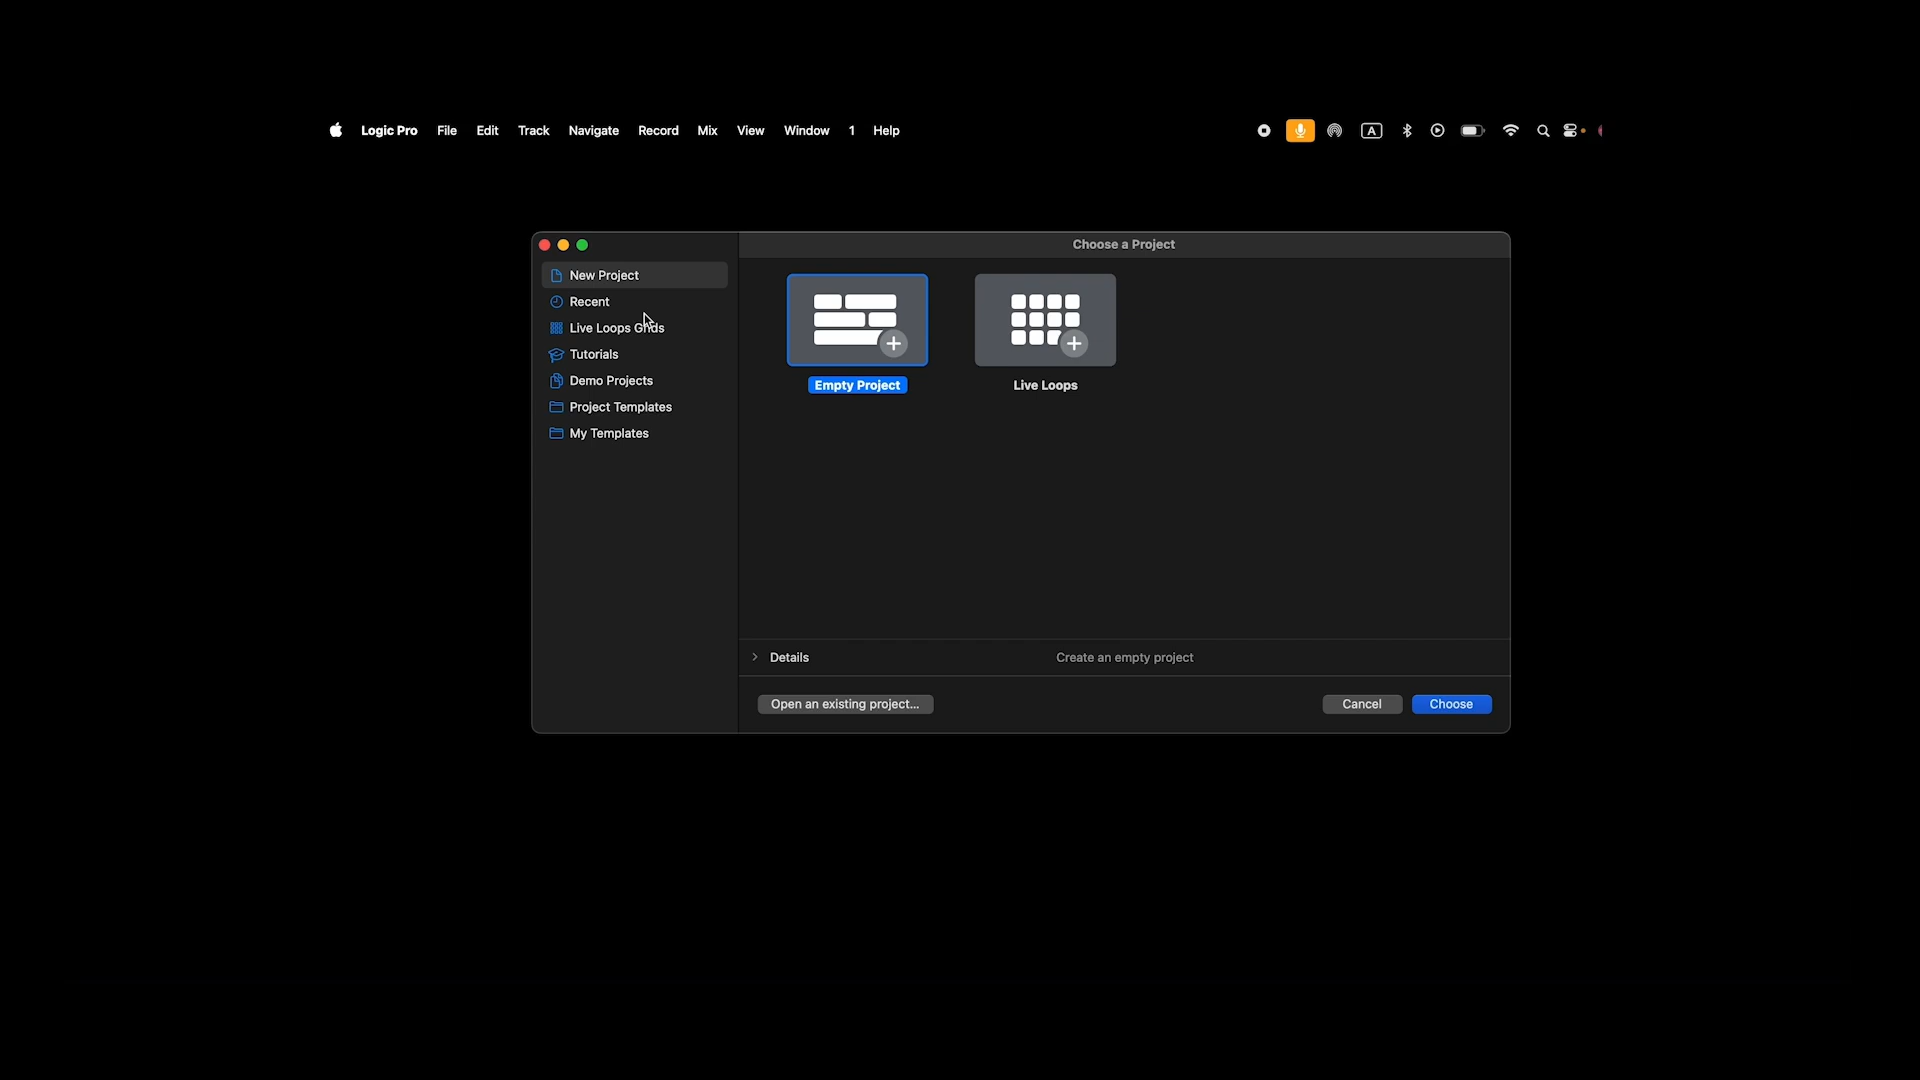 Logic Pro File Edit Track Navigate Record Mix View Window 1 Help A
Choose a Project
New Project
Recent
Live Loops Grids
Tutorials
Demo Projects
Project Templates
My Templates
Empty Project
Live Loops
Details
Create an empty project
Open an existing project...
Cancel
Choose